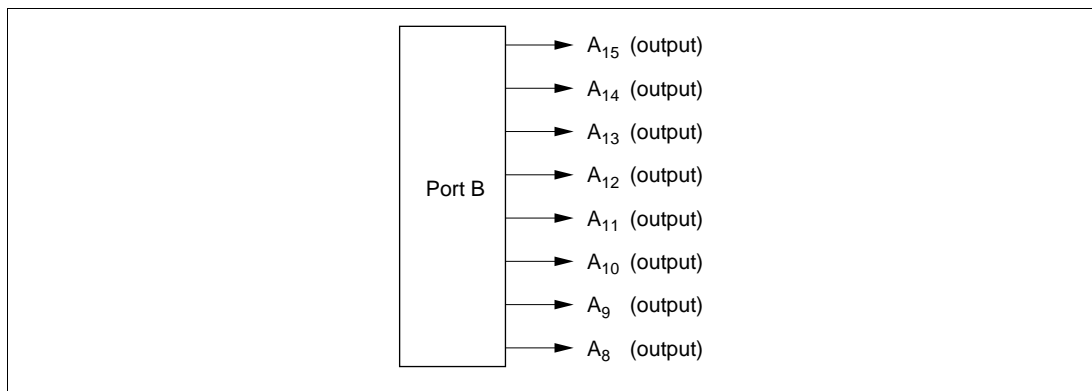 A15 (output)
A14 (output)
A13 (output)
A12 (output)
Port B
A11 (output)
A10 (output)
A9 (output)
A8 (output)